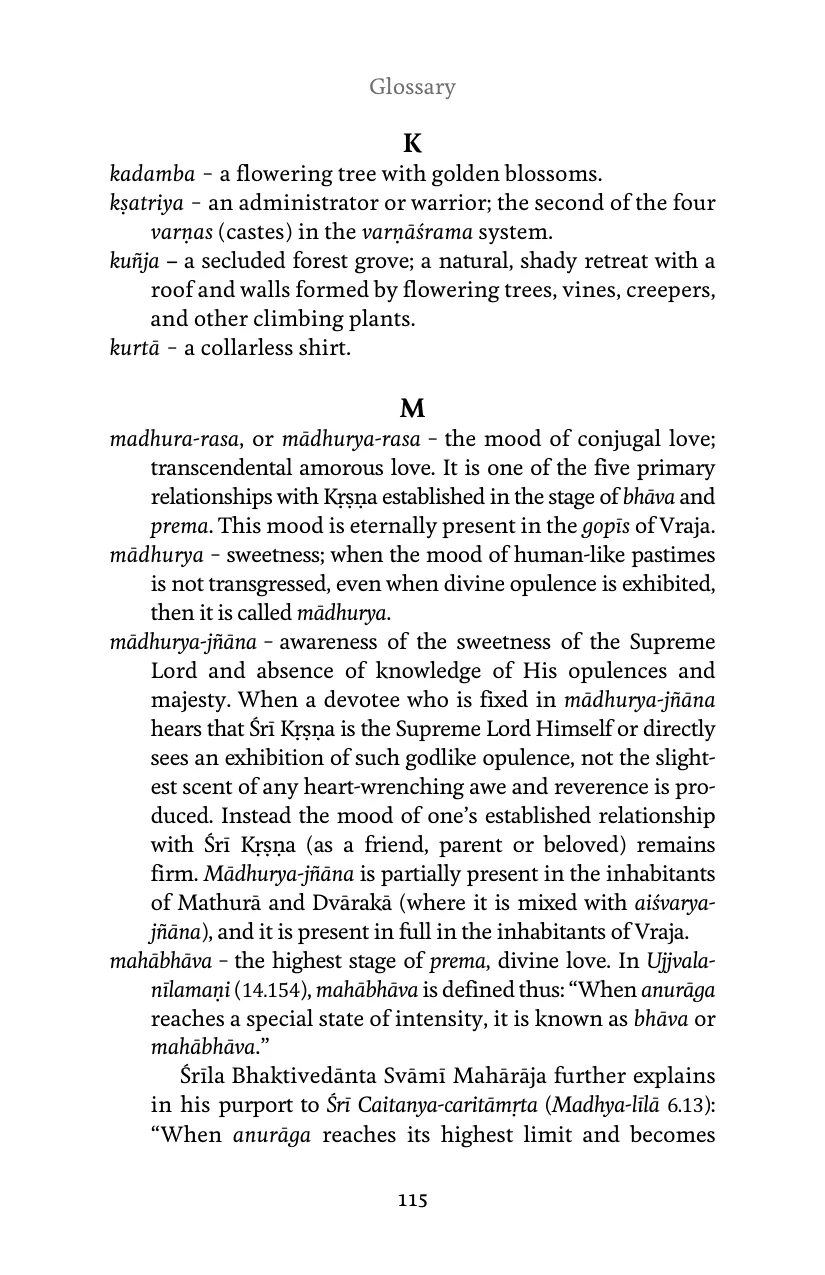 Glossary
K
kadamba – a flowering tree with golden blossoms.
kṣatriya – an administrator or warrior; the second of the four
varṇas (castes) in the varṇāśrama system.
kuñja – a secluded forest grove; a natural, shady retreat with a
roof and walls formed by flowering trees, vines, creepers,
and other climbing plants.
kurtā – a collarless shirt.
M
madhura-rasa, or mādhurya-rasa – the mood of conjugal love;
transcendental amorous love. It is one of the five primary
relationships with Kṛṣṇa established in the stage of bhāva and
prema. This mood is eternally present in the gopīs of Vraja.
mādhurya – sweetness; when the mood of human-like pastimes
is not transgressed, even when divine opulence is exhibited,
then it is called mādhurya.
mādhurya-jñāna – awareness of the sweetness of the Supreme
Lord and absence of knowledge of His opulences and
majesty. When a devotee who is fixed in mādhurya-jñāna
hears that Śrī Kṛṣṇa is the Supreme Lord Himself or directly
sees an exhibition of such godlike opulence, not the slight-
est scent of any heart-wrenching awe and reverence is pro-
duced. Instead the mood of one’s established relationship
with Śrī Kṛṣṇa (as a friend, parent or beloved) remains
firm. Mādhurya-jñāna is partially present in the inhabitants
of Mathurā and Dvārakā (where it is mixed with aiśvarya-
jñāna), and it is present in full in the inhabitants of Vraja.
mahābhāva – the highest stage of prema, divine love. In Ujjvala-
nīlamaṇi (14.154), mahābhāva is defined thus: “When anurāga
reaches a special state of intensity, it is known as bhāva or
mahābhāva.”
Śrīla Bhaktivedānta Svāmī Mahārāja further explains
in his purport to Śrī Caitanya-caritāmṛta (Madhya-līlā 6.13):
“When anurāga reaches its highest limit and becomes
115